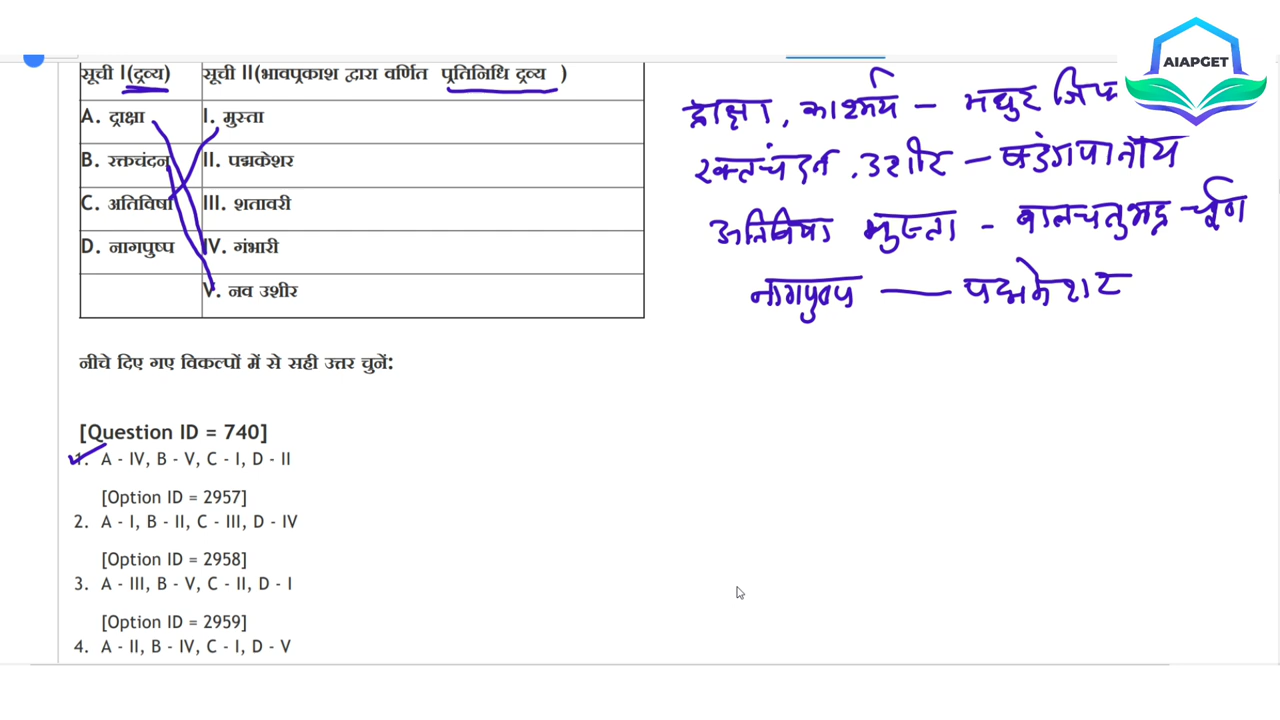 AIAPGET
सूची I(द्रव्य) सूची II(भावप्रकाश द्वारा वर्णित प्रतिनिधि द्रव्य )
A. द्राक्षा I. मुस्ता
B. रक्तचंदन II. पद्मकेशर
C. अतिविषा III. शतावरी
D. नागपुष्प IV. गंभारी
V. नव उशीर
द्राक्षा, काश्मर्य – मधुर
रक्तचंदन . उशीर – षडंगपानीय
अतिविषा मुस्ता – बालचतुर्भद्र चूर्ण
नागपुष्प — पद्मकेशर
नीचे दिए गए विकल्पों में से सही उत्तर चुनें:
[Question ID = 740]
1. A - IV, B - V, C - I, D - II
[Option ID = 2957]
2. A - I, B - II, C - III, D - IV
[Option ID = 2958]
3. A - III, B - V, C - II, D - I
[Option ID = 2959]
4. A - II, B - IV, C - I, D - V